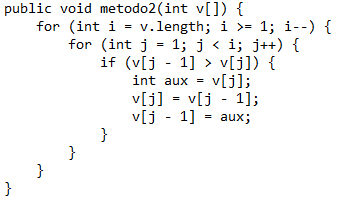 public void metodo2(int v[]) {
    for (int i = v.length; i >= 1; i--) {
        for (int j = 1; j < i; j++) {
            if (v[j - 1] > v[j]) {
                int aux = v[j];
                v[j] = v[j - 1];
                v[j - 1] = aux;
            }
        }
    }
}